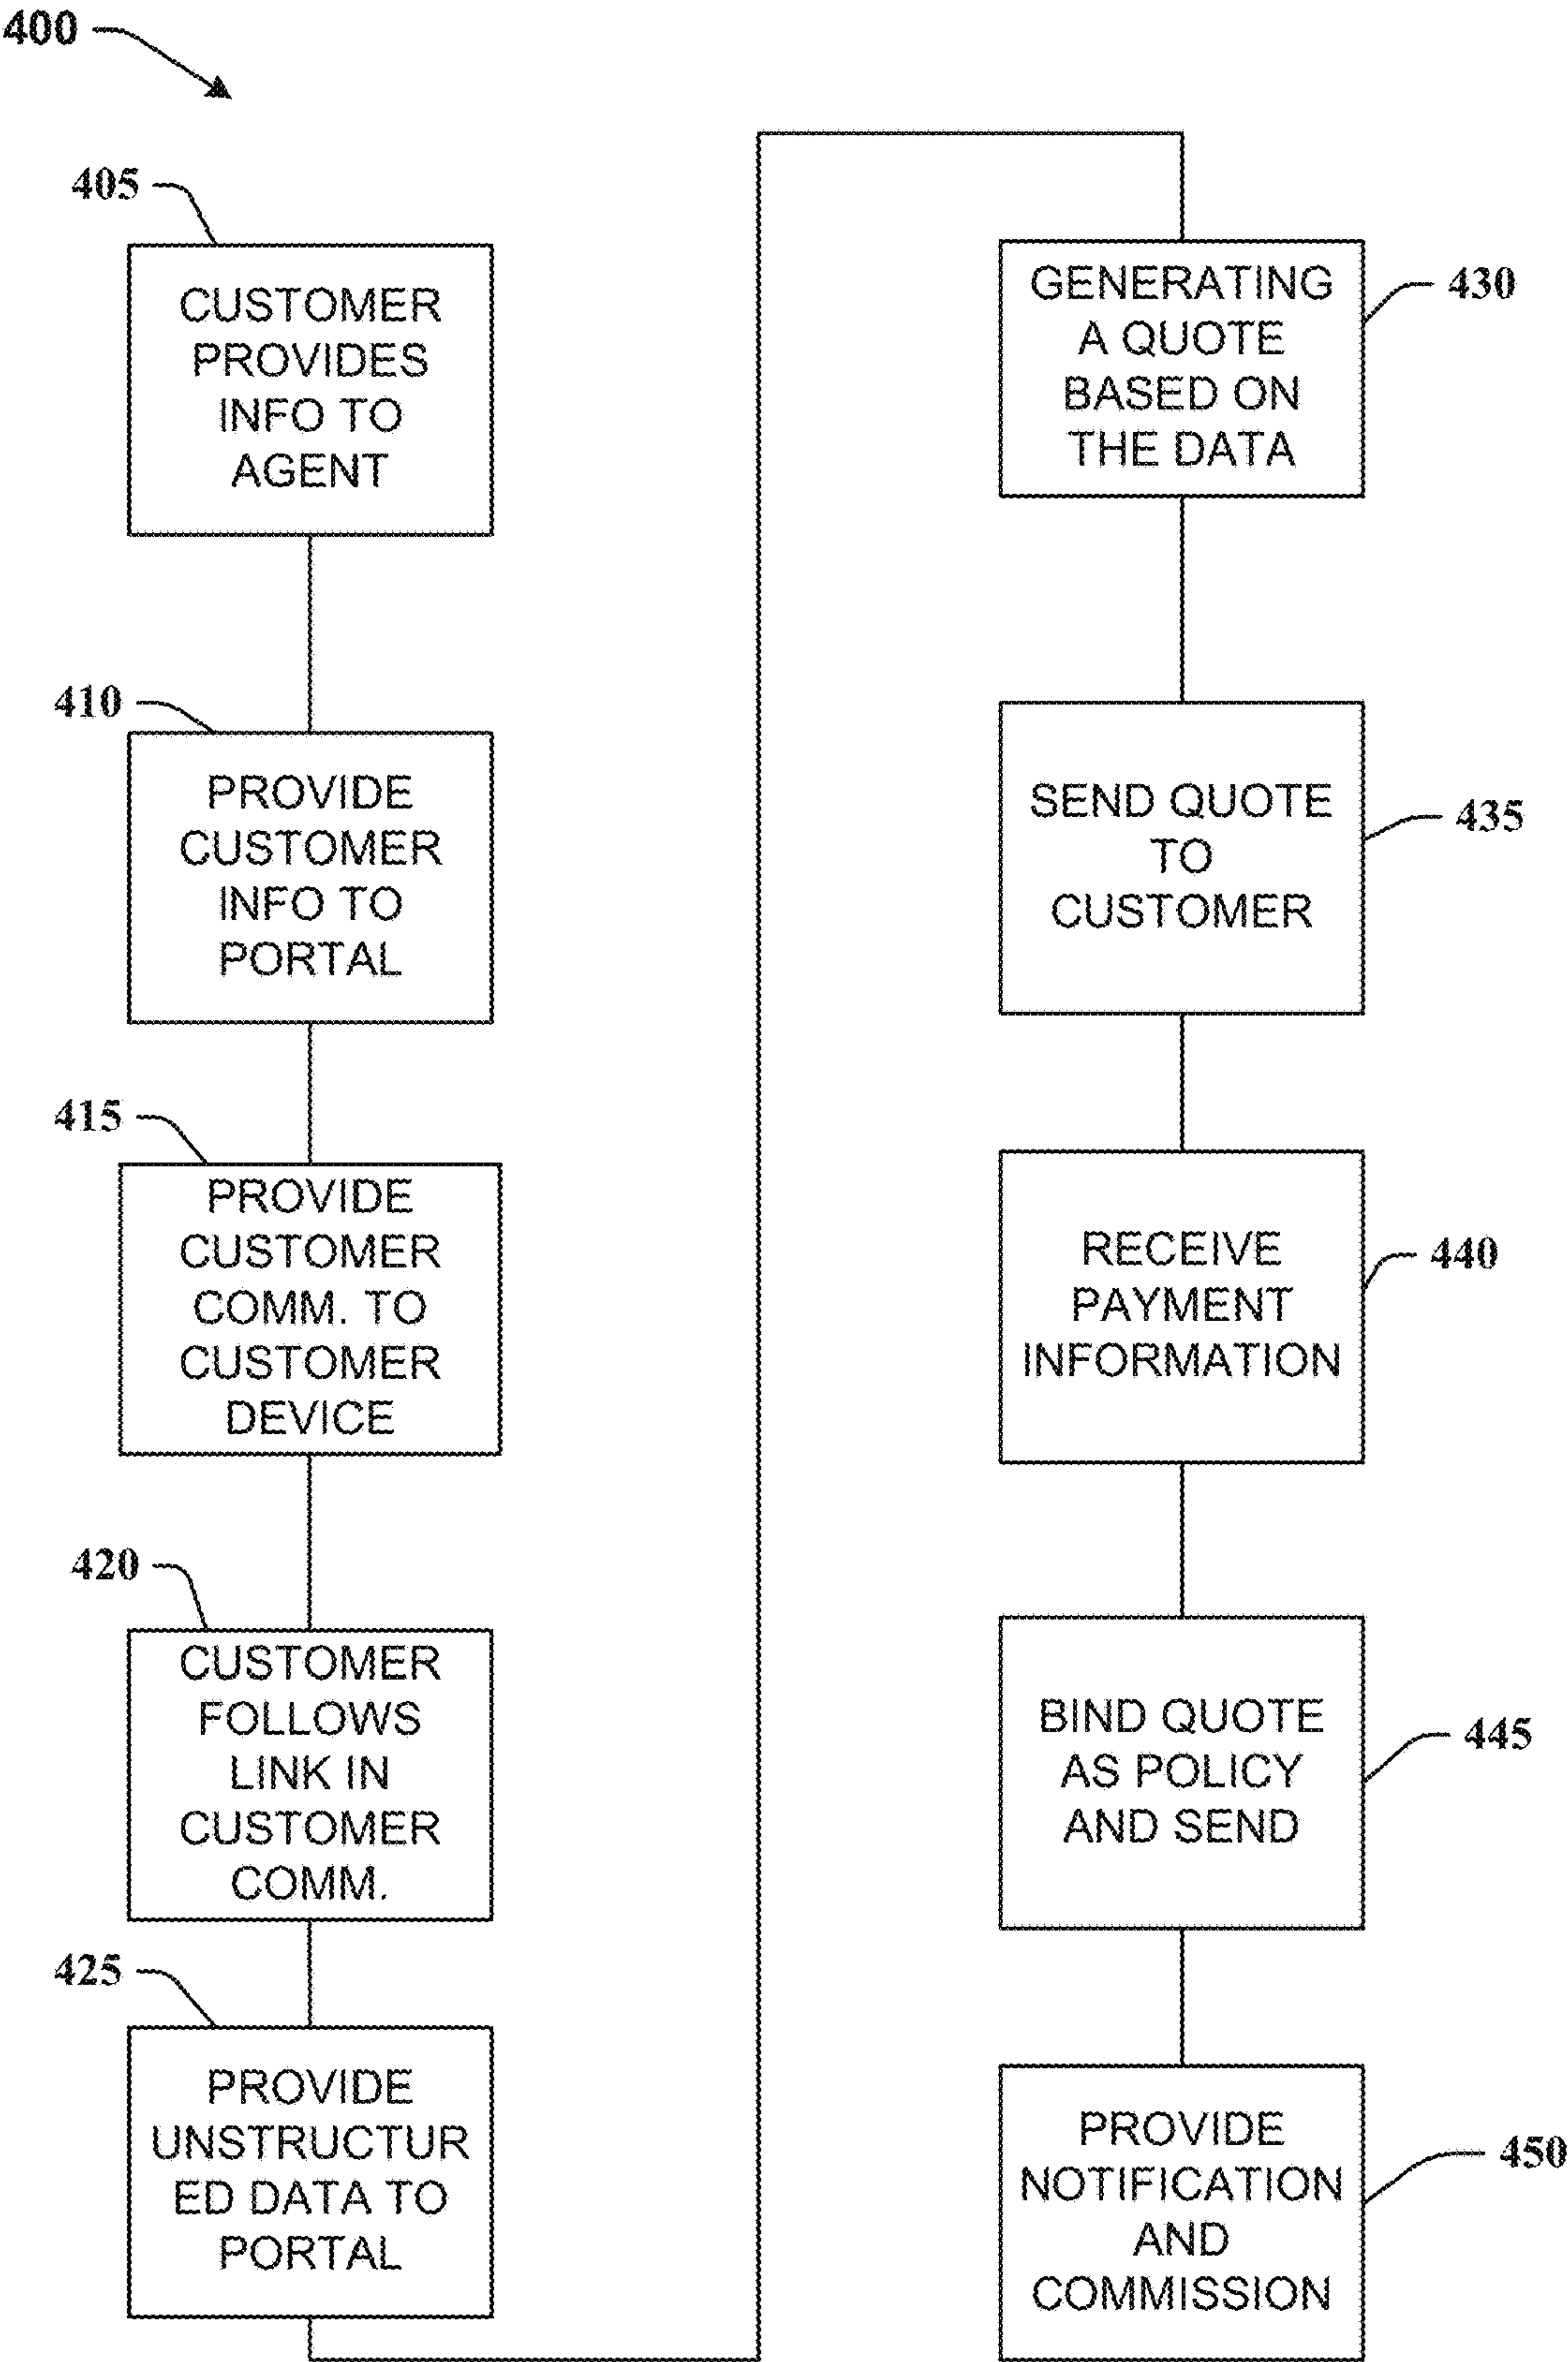 400
405
CUSTOMER
PROVIDES
INFO TO
AGENT
410
PROVIDE
CUSTOMER
INFO TO
PORTAL
415
PROVIDE
CUSTOMER
COMM. TO
CUSTOMER
DEVICE
420
CUSTOMER
FOLLOWS
LINK IN
CUSTOMER
COMM.
425
PROVIDE
UNSTRUCTUR
ED DATA TO
PORTAL
GENERATING
A QUOTE
BASED ON
THE DATA
430
SEND QUOTE
TO
CUSTOMER
435
RECEIVE
PAYMENT
INFORMATION
440
BIND QUOTE
AS POLICY
AND SEND
445
PROVIDE
NOTIFICATION
AND
COMMISSION
450